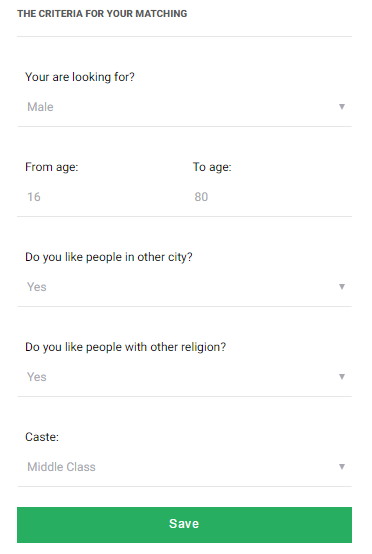 THE CRITERIA FOR YOUR MATCHING
Your are looking for?
Male
From age: To age:
16 80
Do you like people in other city?
Yes
Do you like people with other religion?
Yes
Caste:
Middle Class
Save